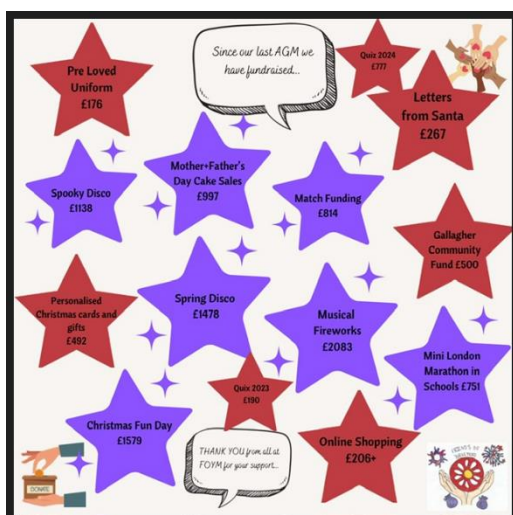 Since our last AGM we
have fundraised...
Pre Loved
Uniform
£176
Quiz 2024
£777
Letters
from Santa
£267
Mother+Father's
Day Cake Sales
£997
Spooky Disco
£1138
Match Funding
£814
Gallagher
Community
Fund £500
Personalised
Christmas cards and
gifts
£492
Spring Disco
£1478
Musical
Fireworks
£2083
Mini London
Marathon in
Schools £751
Quix 2023
£190
Christmas Fun Day
£1579
THANK YOU from all at
FOYM for your support...
Online Shopping
£206+
DONATE
FRIENDS OF